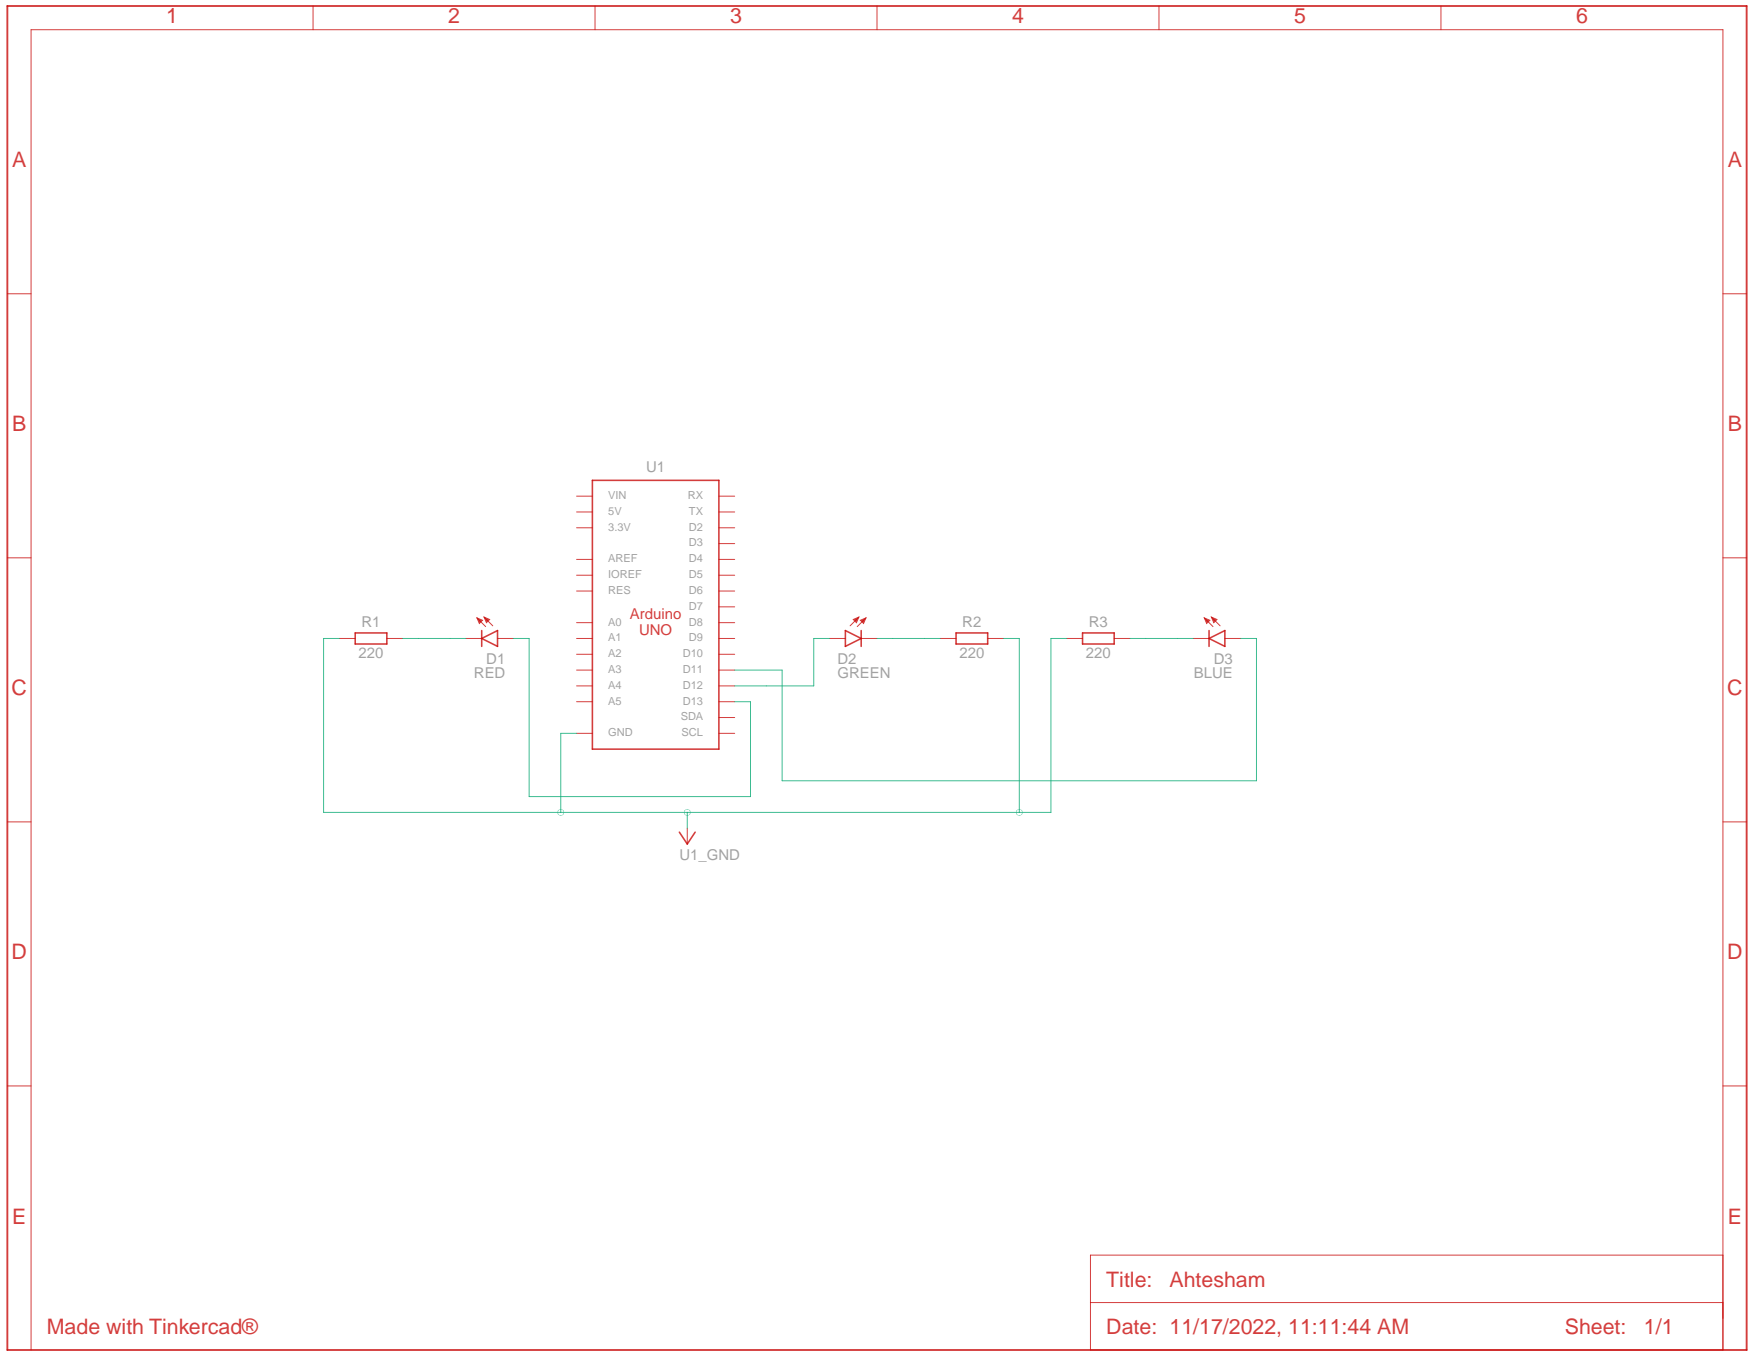 1 2 3 4 5 6
A A
B B
U1
VIN RX
5V TX
3.3V D2
D3
AREF D4
IOREF D5
RES D6
D7
Arduino
UNO
A0 D8
A1 D9
A2 D10
A3 D11
A4 D12
A5 D13
SDA
GND SCL
R1
220
D1
RED
D2
GREEN
R2
220
R3
220
D3
BLUE
C C
U1_GND
D D
E E
Title: Ahtesham
Date: 11/17/2022, 11:11:44 AM Sheet: 1/1
Made with Tinkercad®